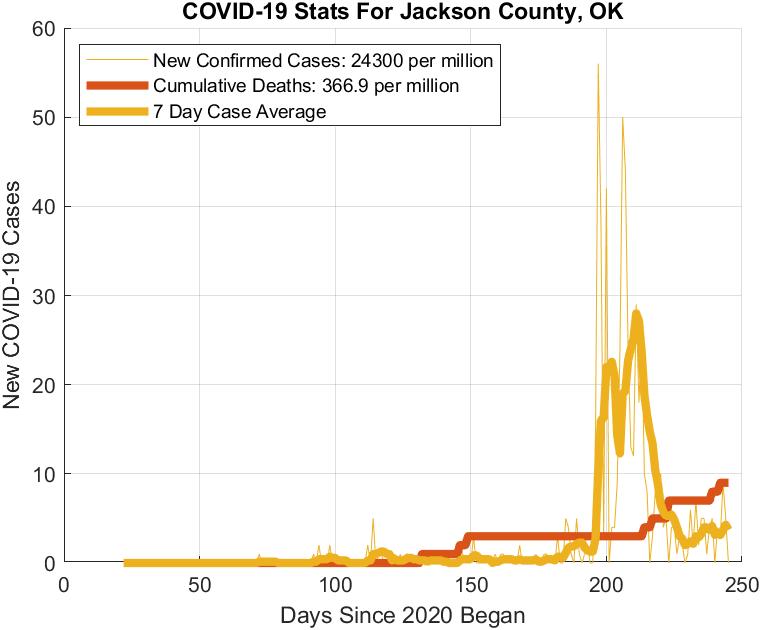 COVID-19 Stats For Jackson County, OK
New Confirmed Cases: 24300 per million
Cumulative Deaths: 366.9 per million
7 Day Case Average
New COVID-19 Cases
60
50
40
30
20
10
0
0 50 100 150 200 250
Days Since 2020 Began